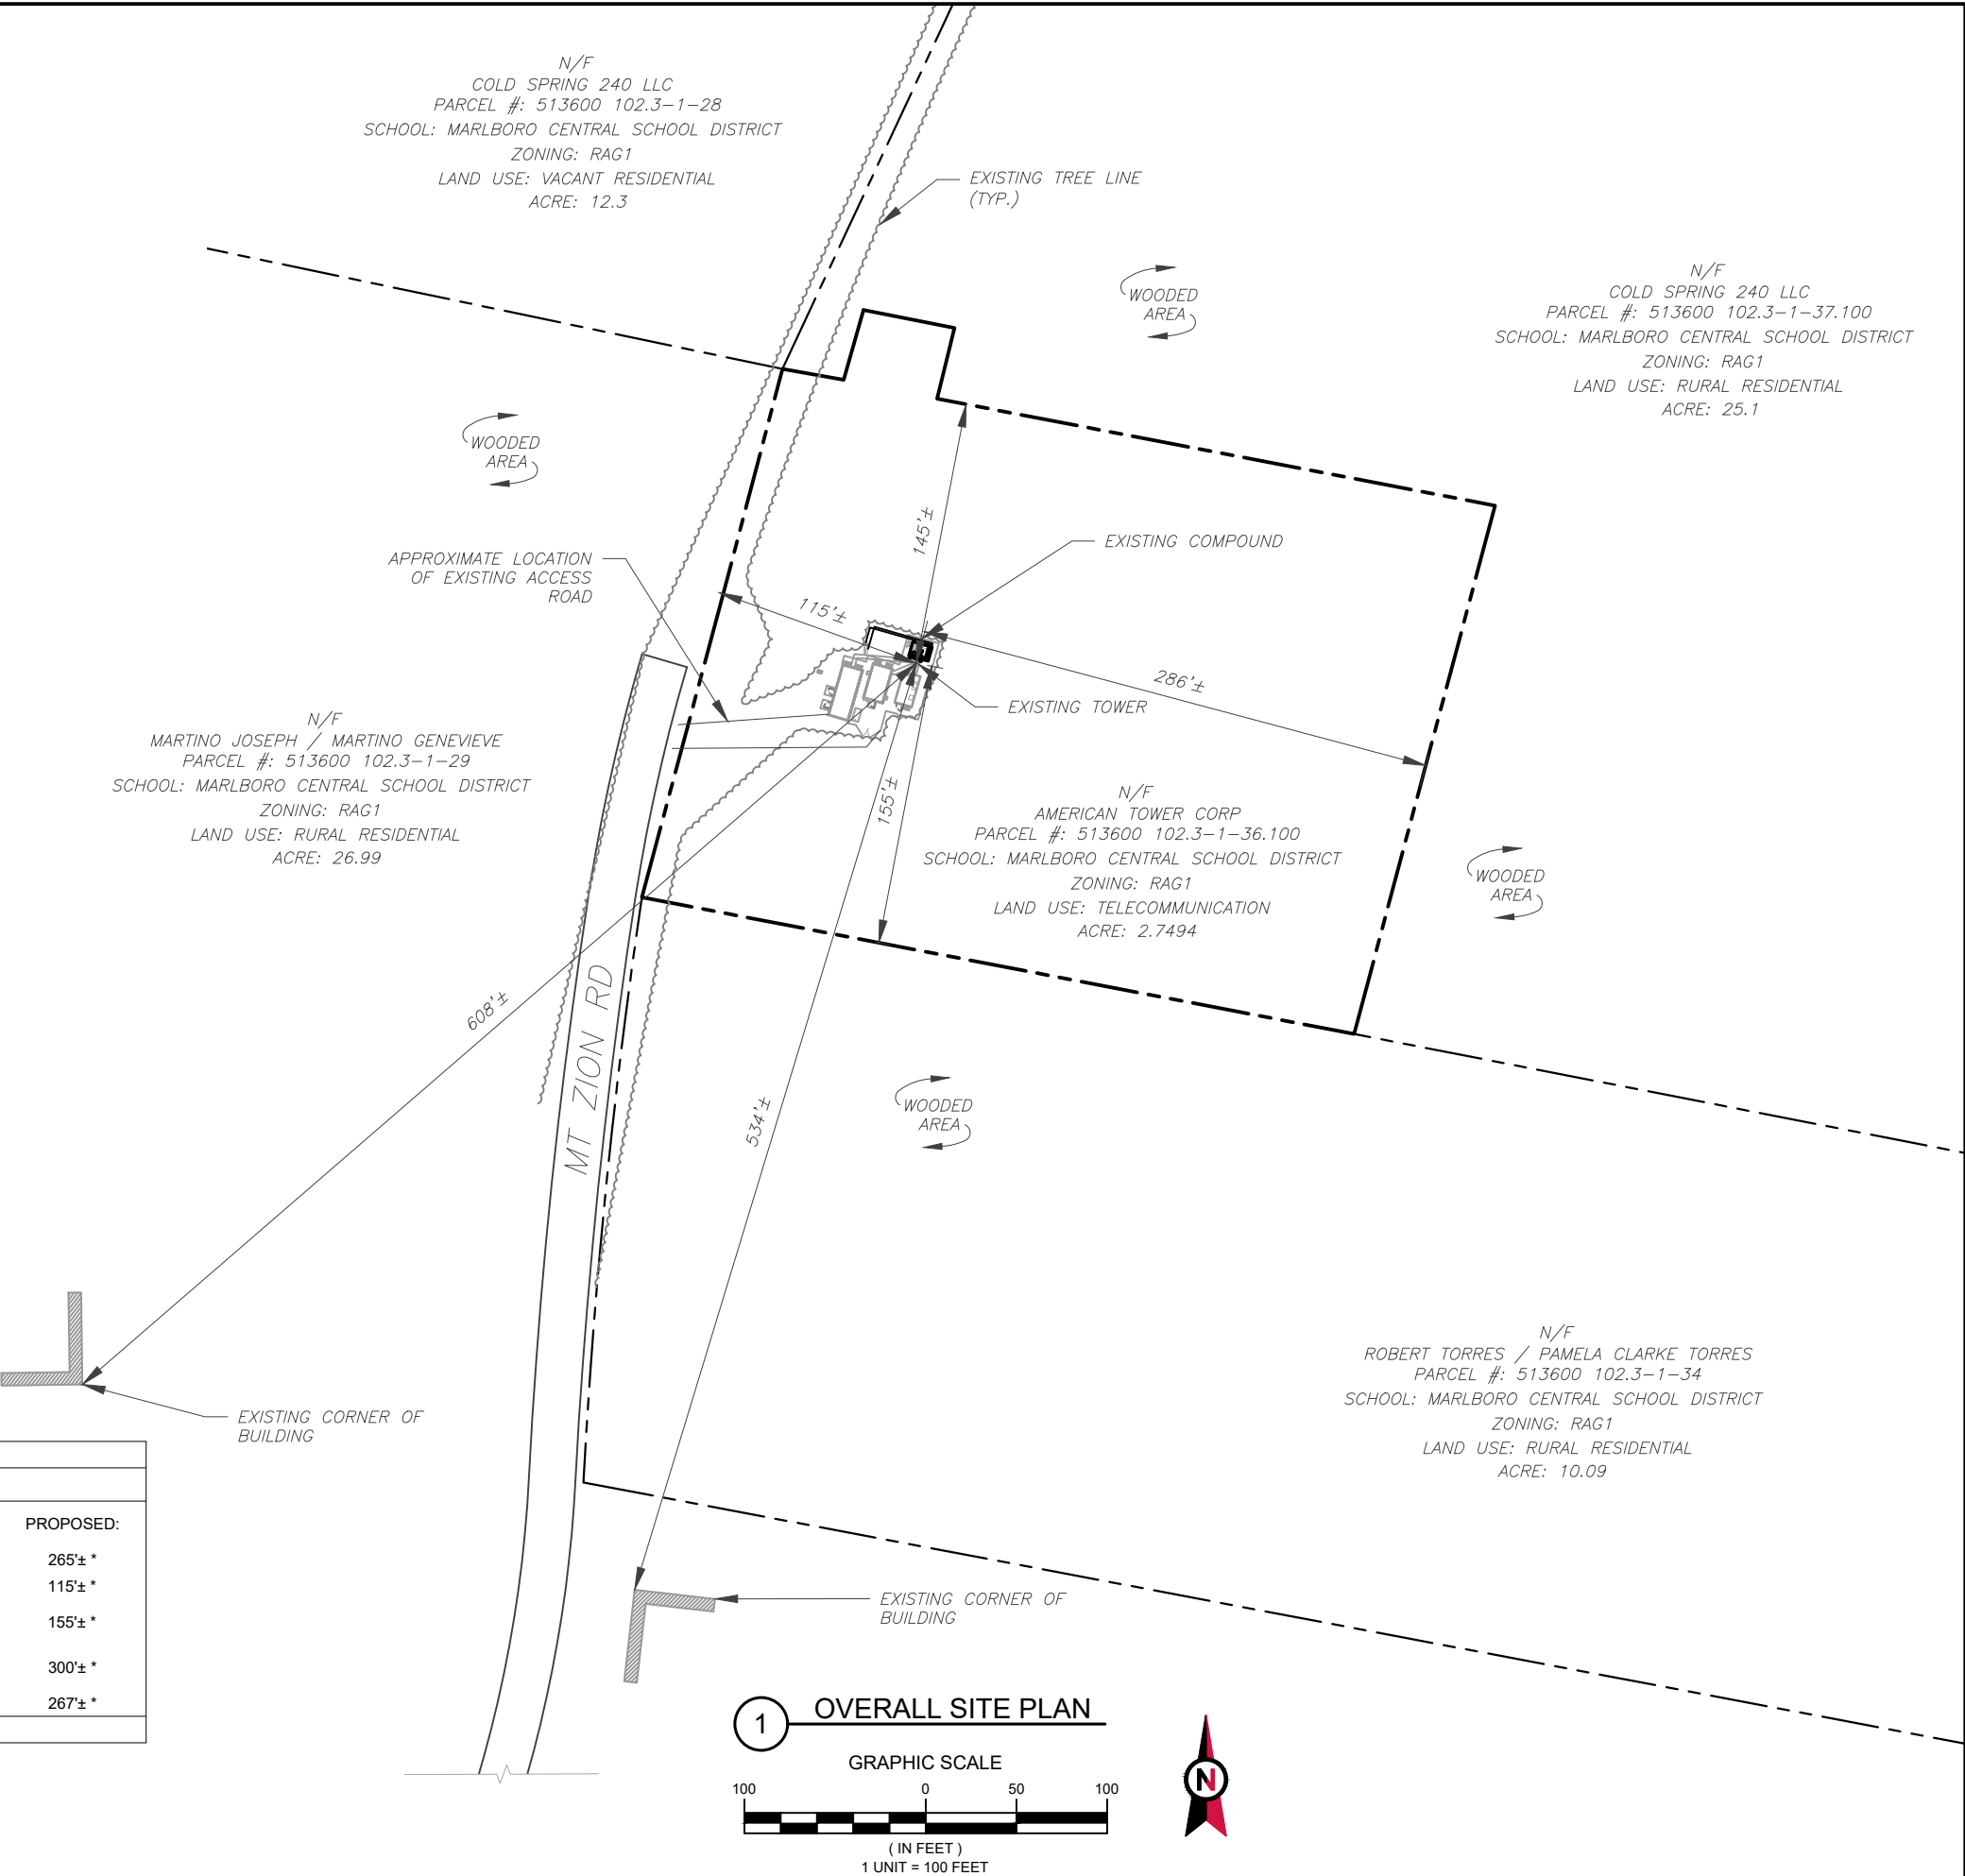 N/F
COLD SPRING 240 LLC
PARCEL #: 513600 102.3-1-28
SCHOOL: MARLBORO CENTRAL SCHOOL DISTRICT
ZONING: RAG1
LAND USE: VACANT RESIDENTIAL
ACRE: 12.3
EXISTING TREE LINE
(TYP.)
WOODED
AREA
N/F
COLD SPRING 240 LLC
PARCEL #: 513600 102.3-1-37.100
SCHOOL: MARLBORO CENTRAL SCHOOL DISTRICT
ZONING: RAG1
LAND USE: RURAL RESIDENTIAL
ACRE: 25.1
WOODED
AREA
145'±
EXISTING COMPOUND
APPROXIMATE LOCATION
OF EXISTING ACCESS
ROAD
115'±
286'±
EXISTING TOWER
N/F
MARTINO JOSEPH / MARTINO GENEVIEVE
PARCEL #: 513600 102.3-1-29
SCHOOL: MARLBORO CENTRAL SCHOOL DISTRICT
ZONING: RAG1
LAND USE: RURAL RESIDENTIAL
ACRE: 26.99
155'±
N/F
AMERICAN TOWER CORP
PARCEL #: 513600 102.3-1-36.100
SCHOOL: MARLBORO CENTRAL SCHOOL DISTRICT
ZONING: RAG1
LAND USE: TELECOMMUNICATION
ACRE: 2.7494
WOODED
AREA
608'±
MT ZION RD
534'±
WOODED
AREA
N/F
ROBERT TORRES / PAMELA CLARKE TORRES
PARCEL #: 513600 102.3-1-34
SCHOOL: MARLBORO CENTRAL SCHOOL DISTRICT
ZONING: RAG1
LAND USE: RURAL RESIDENTIAL
ACRE: 10.09
EXISTING CORNER OF
BUILDING
PROPOSED:
265'± *
115'± *
155'± *
300'± *
267'± *
EXISTING CORNER OF
BUILDING
1 OVERALL SITE PLAN
GRAPHIC SCALE
100 0 50 100
( IN FEET )
1 UNIT = 100 FEET
N